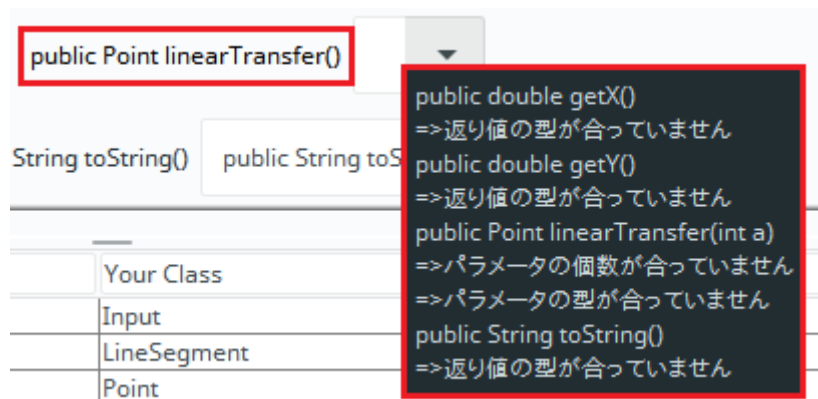 public Point linearTransfer()
public double getX()
=>返り値の型が合っていません
public double getY()
=>返り値の型が合っていません
public Point linearTransfer(int a)
=>パラメータの個数が合っていません
=>パラメータの型が合っていません
public String toString()
=>返り値の型が合っていません
String toString() public String toS
Your Class
Input
LineSegment
Point